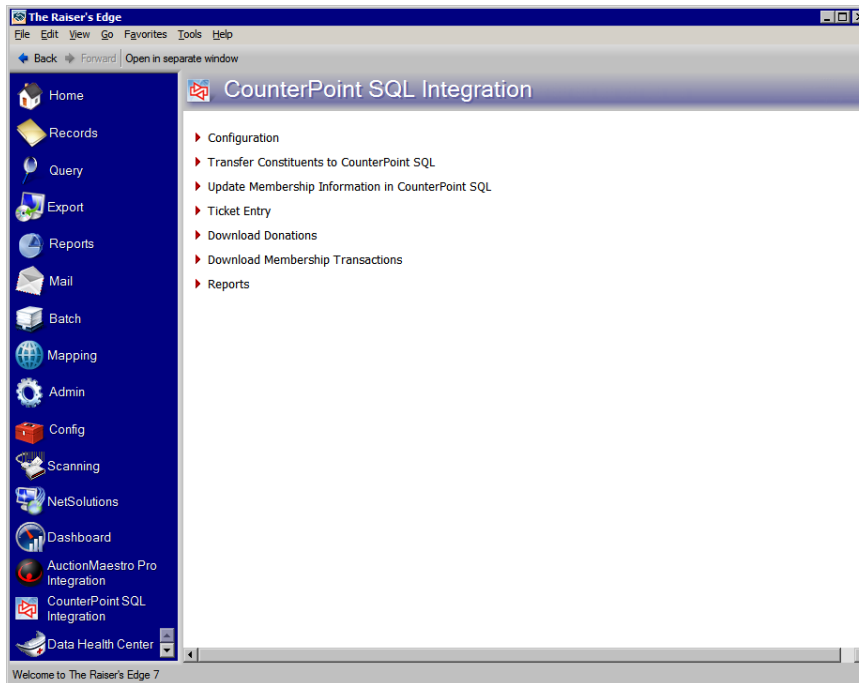 The Raiser's Edge
File Edit View Go Favorites Tools Help
Back Forward Open in separate window
CounterPoint SQL Integration
Home
Records
Query
Export
Reports
Mail
Batch
Mapping
Admin
Config
Scanning
NetSolutions
Dashboard
AuctionMaestro Pro
Integration
CounterPoint SQL
Integration
Data Health Center
Configuration
Transfer Constituents to CounterPoint SQL
Update Membership Information in CounterPoint SQL
Ticket Entry
Download Donations
Download Membership Transactions
Reports
Welcome to The Raiser's Edge 7